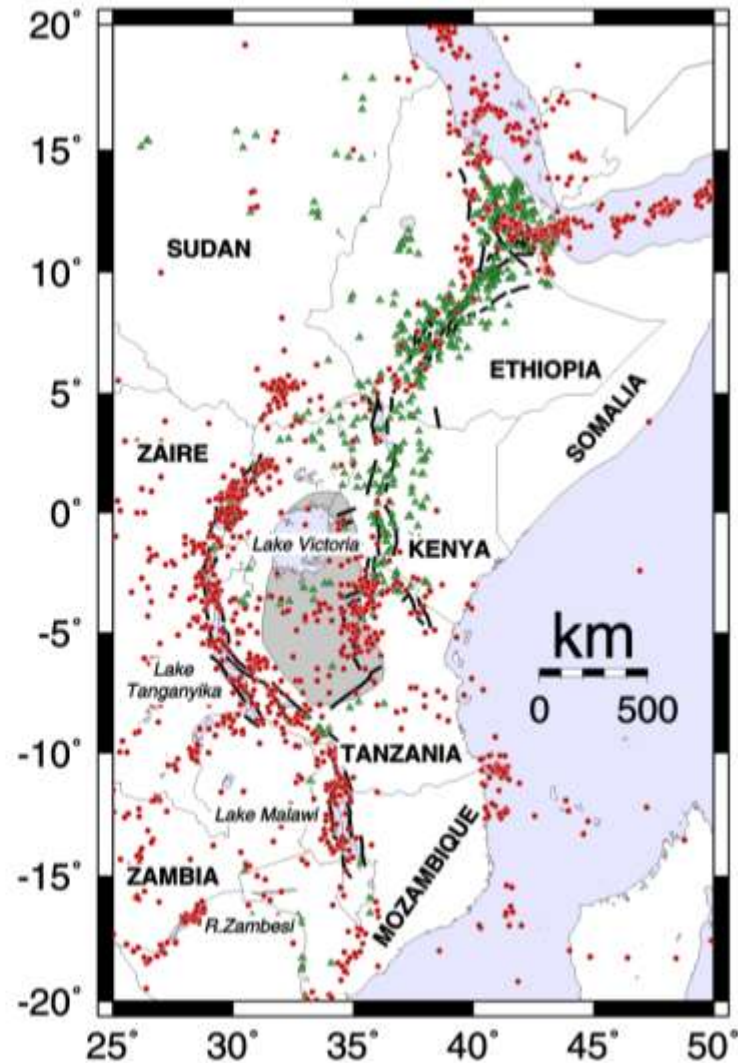 20°
15°
10°
5°
0°
-5°
-10°
-15°
-20°
25°
30°
35°
40°
45°
50°
SUDAN
ETHIOPIA
SOMALIA
ZAIRE
Lake Victoria
KENYA
km
0 500
Lake
Tanganyika
TANZANIA
Lake Malawi
MOZAMBIQUE
ZAMBIA
R.Zambesi